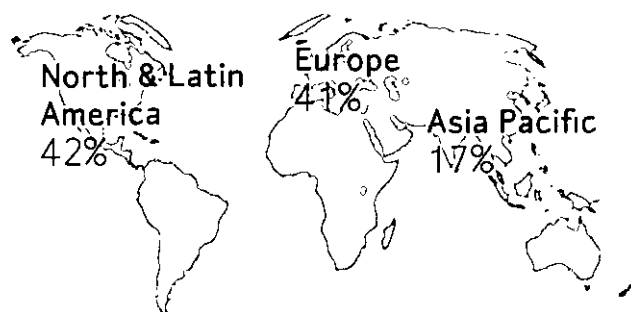 North & Latin
America
42%
Europe
41%
Asia Pacific
17%